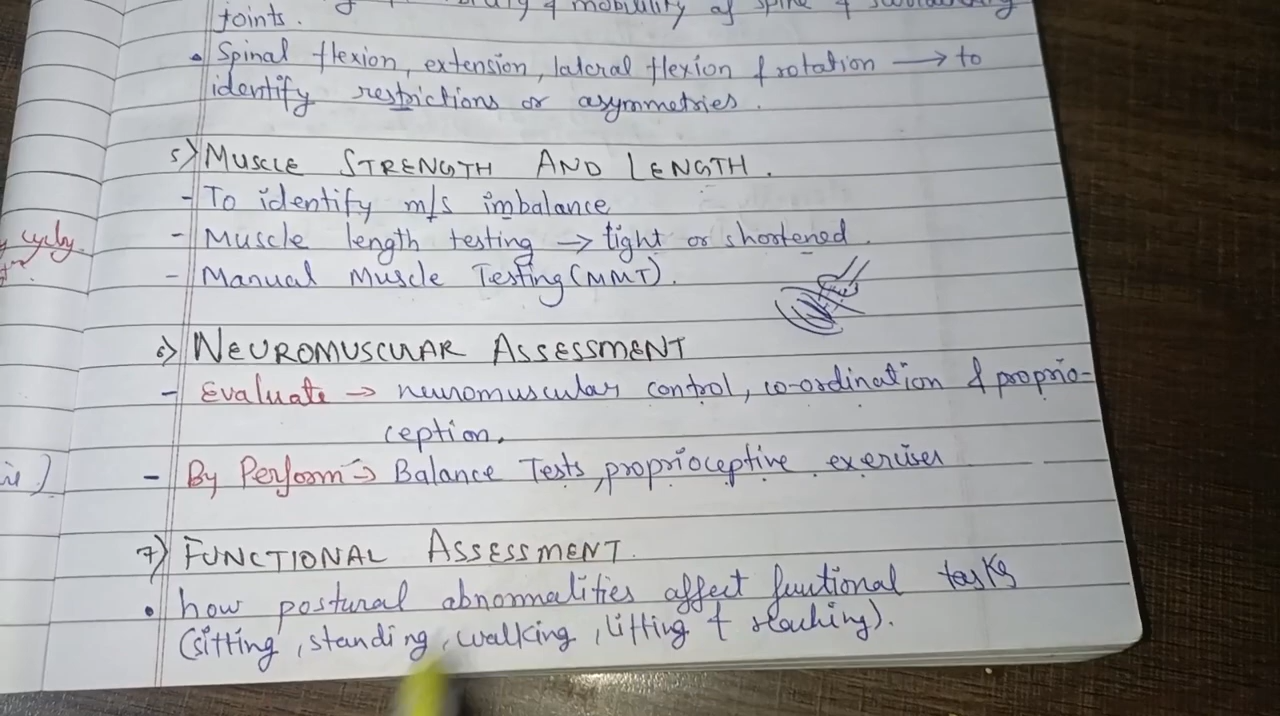 mobility of spine &
joints.
• Spinal flexion, extension, lateral flexion & rotation → to
identify restrictions or asymmetries.
5) MUSCLE STRENGTH AND LENGTH.
- To identify m/s imbalance
- Muscle length testing → tight or shortened.
- Manual Muscle Testing (MMT).
6) NEUROMUSCULAR ASSESSMENT
- Evaluate → neuromuscular control, co-ordination & proprio-
ception.
- By Perform → Balance Tests, proprioceptive exercises
7) FUNCTIONAL ASSESSMENT.
• how postural abnormalities affect functional tasks
(sitting, standing, walking, lifting & reaching).